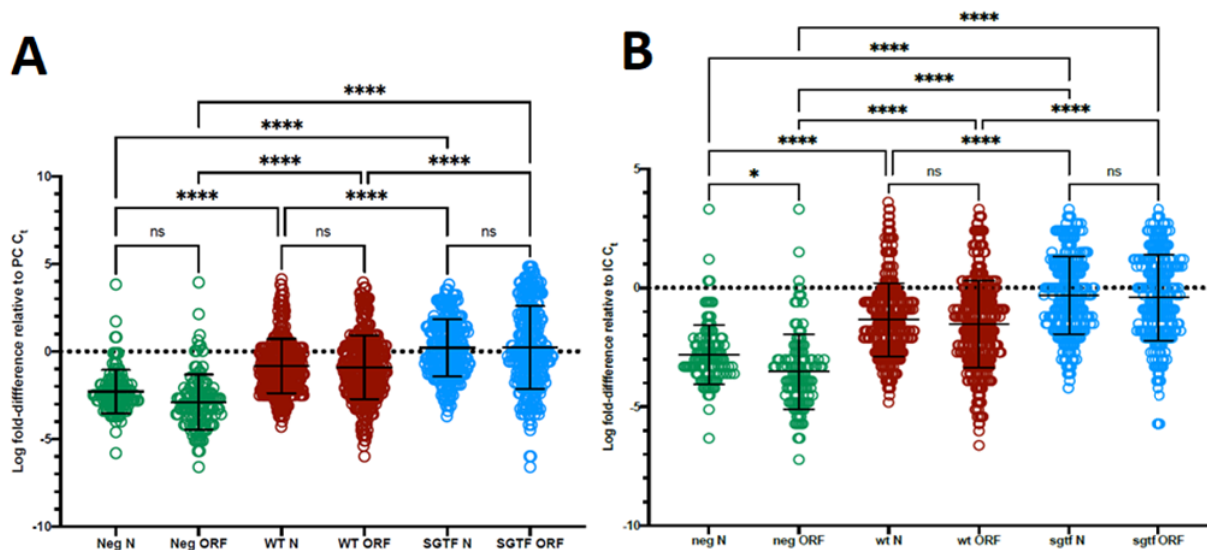 A
****
****
**** ****
**** ****
ns ns ns
Log fold-difference relative to PC Ct
10
5
0
-5
-10
Neg N Neg ORF WT N WT ORF SGTF N SGTF ORF
B
****
****
****
**** ****
**** ****
* ns ns
Log fold-diffference relative to IC Ct
5
0
-5
-10
neg N neg ORF wt N wt ORF sgtf N sgtf ORF